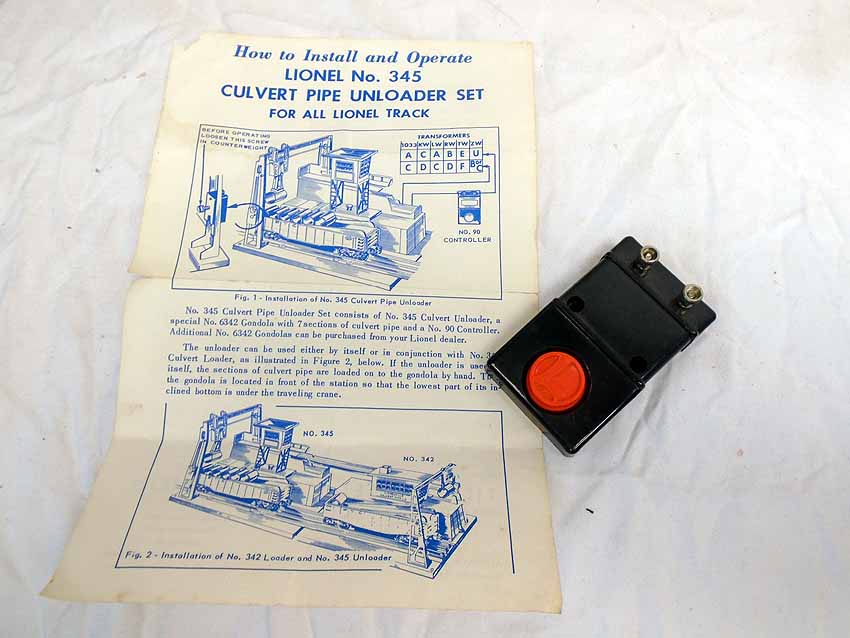 How to Install and Operate
LIONEL No. 345
CULVERT PIPE UNLOADER SET
FOR ALL LIONEL TRACK
BEFORE OPERATING
LOOSEN THIS SCREW
IN COUNTERWEIGHT
TRANSFORMERS
1033 KW LW RW TW ZW
A C A B E U
C D C D F B or C
NO. 90
CONTROLLER
Fig. 1 - Installation of No. 345 Culvert Pipe Unloader
No. 345 Culvert Pipe Unloader Set consists of No. 345 Culvert Unloader, a
special No. 6342 Gondola with 7 sections of culvert pipe and a No. 90 Controller.
Additional No. 6342 Gondolas can be purchased from your Lionel dealer.
The unloader can be used either by itself or in conjunction with No.
Culvert Loader, as illustrated in Figure 2, below. If the unloader is used
itself, the sections of culvert pipe are loaded on to the gondola by hand.
the gondola is located in front of the station so that the lowest part of its in-
clined bottom is under the traveling crane.
NO. 345
NO. 342
Fig. 2 - Installation of No. 342 Loader and No. 345 Unloader